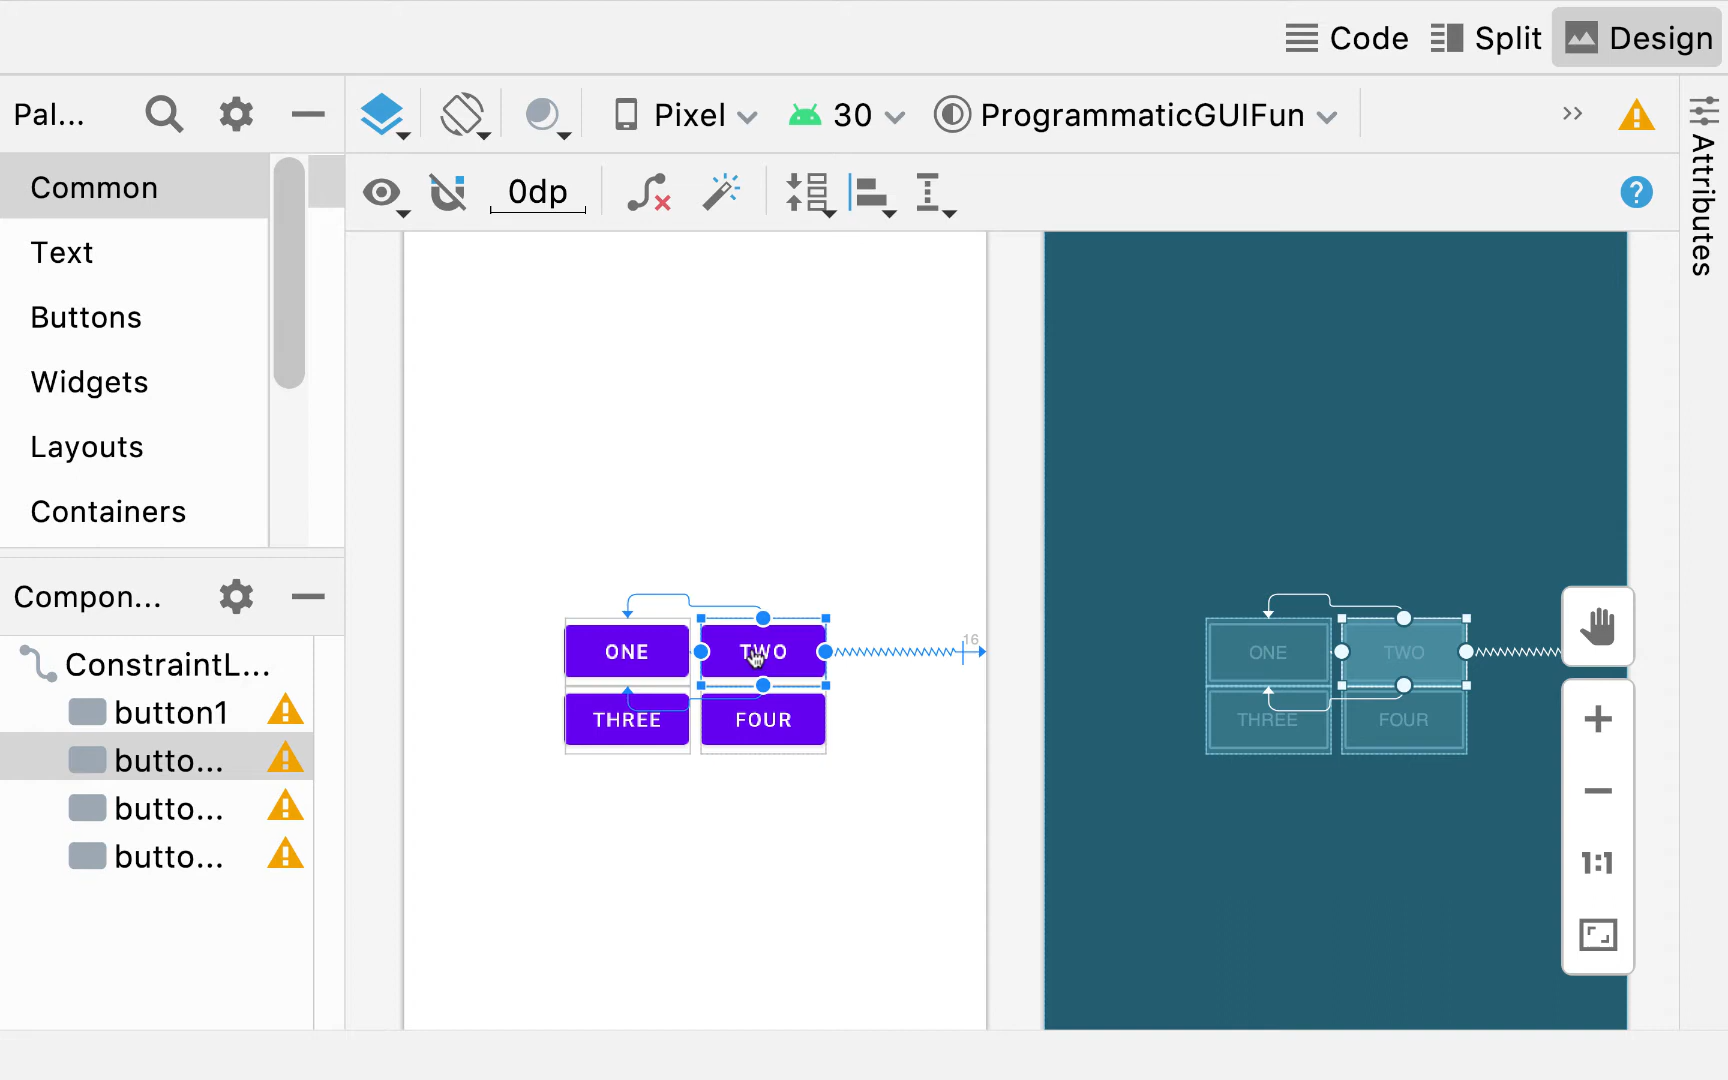 Code Split Design
Pal...
Pixel 30 ProgrammaticGUIFun
Attributes
0dp
Common
Text
Buttons
Widgets
Layouts
Containers
Compon...
ConstraintL...
button1
butto...
butto...
butto...
16
ONE TWO
THREE FOUR
ONE TWO
THREE FOUR
1:1